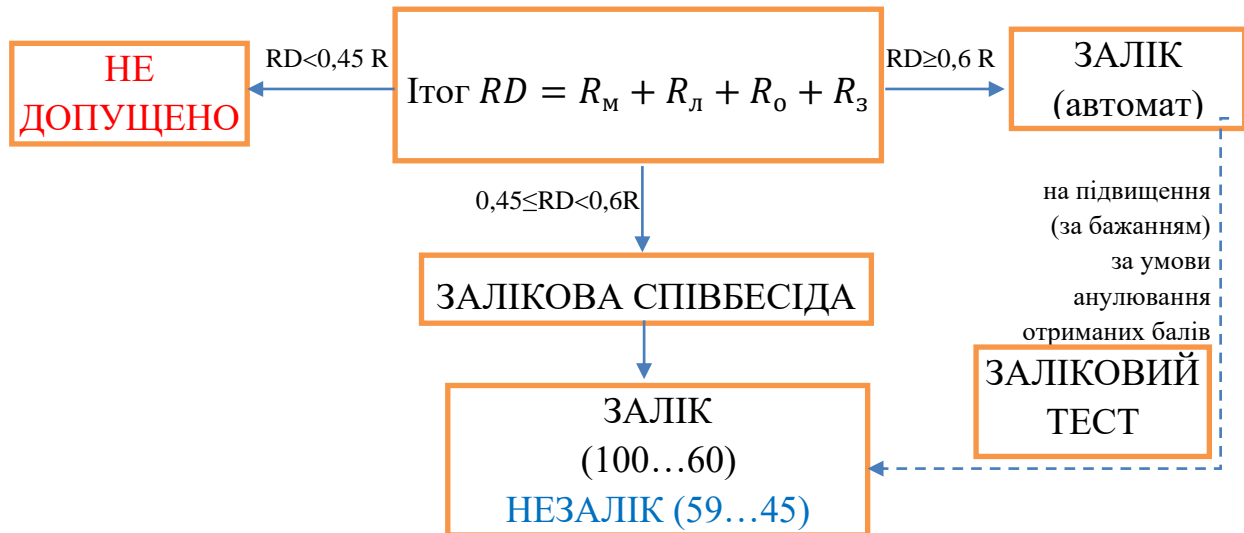 НЕ
ДОПУЩЕНО
RD<0,45 R
Ітог RD = Rм + Rл + Rо + Rз
RD≥0,6 R
ЗАЛІК
(автомат)
0,45≤RD<0,6R
на підвищення
(за бажанням)
за умови
анулювання
отриманих балів
ЗАЛІКОВА СПІВБЕСІДА
ЗАЛІКОВИЙ
ТЕСТ
ЗАЛІК
(100…60)
НЕЗАЛІК (59…45)